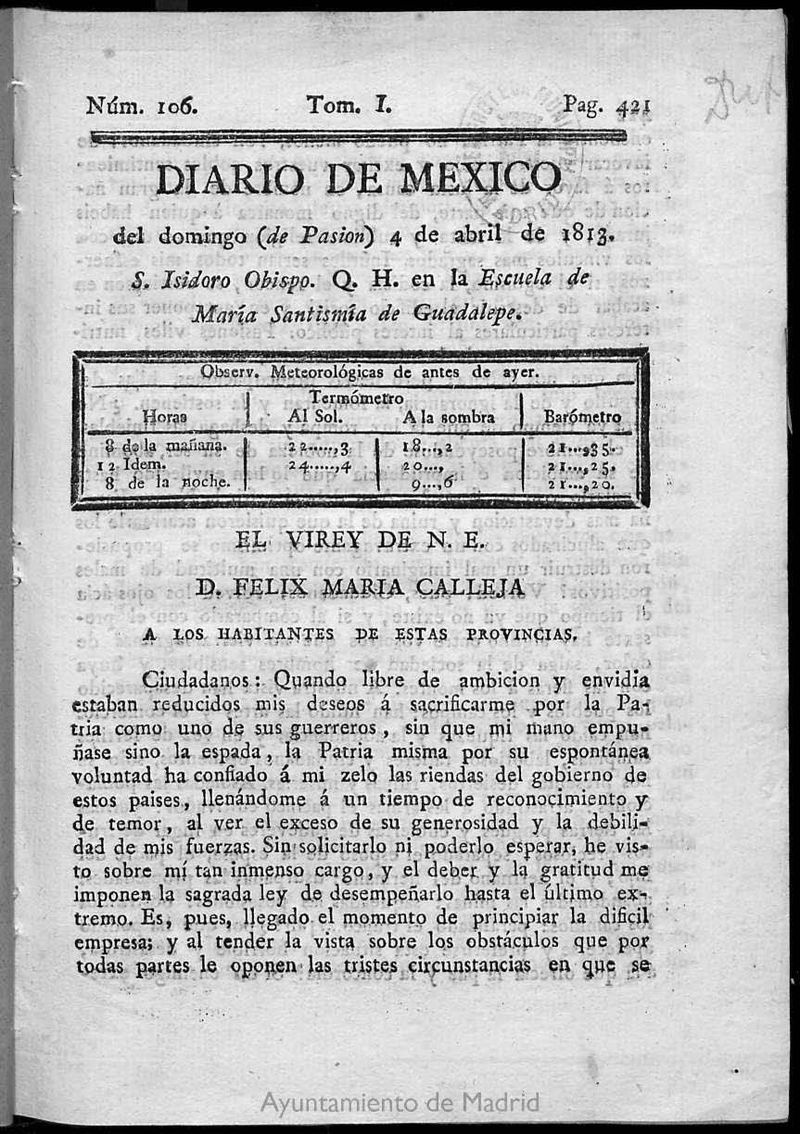 Núm. 106. Tom. I. Pag. 421
DIARIO DE MEXICO
del domingo (de Pasion) 4 de abril de 1813.
S. Isidoro Obispo. Q. H. en la Escuela de
María Santismía de Guadalepe.
Observ. Meteorológicas de antes de ayer.
Termómetro
Horas Al Sol. A la sombra Barómetro
8 de la mañana. 22.....,3 18...,2 21...,35.
12 Idem. 24.....,4 20..., 21...,25.
8 de la noche. 9...,6 21...,20.
EL VIREY DE N. E.
D. FELIX MARIA CALLEJA
A LOS HABITANTES DE ESTAS PROVINCIAS.
Ciudadanos: Quando libre de ambicion y envidia
estaban reducidos mis deseos á sacrificarme por la Pa-
tria como uno de sus guerreros, sin que mi mano empu-
ñase sino la espada, la Patria misma por su espontánea
voluntad ha confiado á mi zelo las riendas del gobierno de
estos paises, llenándome á un tiempo de reconocimiento y
de temor, al ver el exceso de su generosidad y la debili-
dad de mis fuerzas. Sin solicitarlo ni poderlo esperar, he vis-
to sobre mí tan inmenso cargo, y el deber y la gratitud me
imponen la sagrada ley de desempeñarlo hasta el último ex-
tremo. Es, pues, llegado el momento de principiar la dificil
empresa; y al tender la vista sobre los obstáculos que por
todas partes le oponen las tristes circunstancias en que se
Ayuntamiento de Madrid